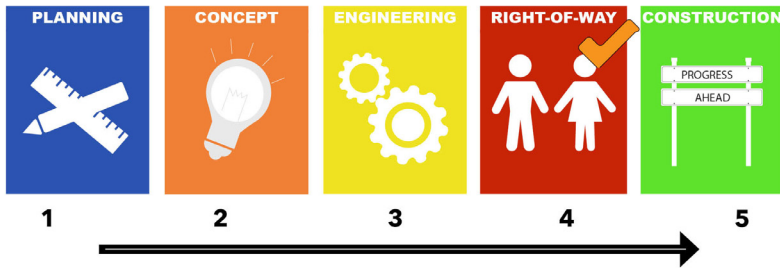 PLANNING
CONCEPT
ENGINEERING
RIGHT-OF-WAY
CONSTRUCTION
PROGRESS
AHEAD
1 2 3 4 5